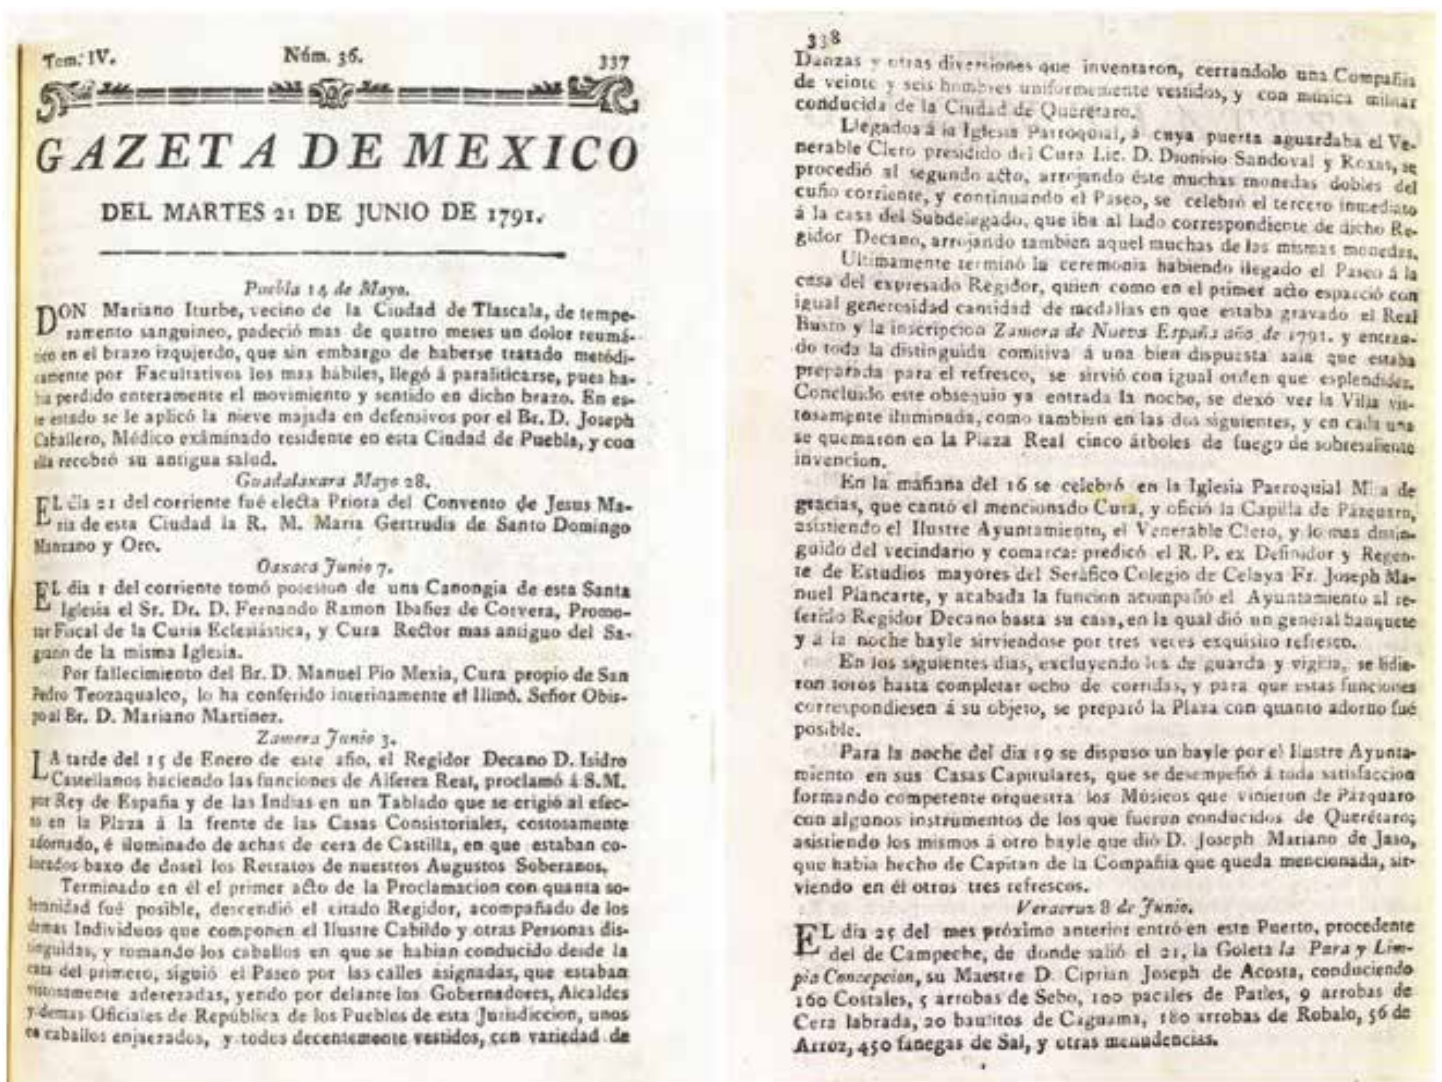 Tom. IV.
Núm. 36.
337
GAZETA DE MEXICO
DEL MARTES 21 DE JUNIO DE 1791.
Puebla 14 de Mayo.
DON Mariano Iturbe, vecino de la Ciudad de Tlascala, de tempe-
ramento sanguineo, padeció mas de quatro meses un dolor reumá-
tico en el brazo izquierdo, que sin embargo de haberse tratado metódi-
camente por Facultativos los mas hábiles, llegó á paraliticarse, pues ha-
bia perdido enteramente el movimiento y sentido en dicho brazo. En es-
te estado se le aplicó la nieve majada en defensivos por el Br. D. Joseph
Caballero, Médico exâminado residente en esta Ciudad de Puebla, y con
ella recobró su antigua salud.
Guadalaxara Mayo 28.
EL dia 21 del corriente fué electa Priora del Convento de Jesus Ma-
ria de esta Ciudad la R. M. Maria Gertrudis de Santo Domingo
Manzano y Oro.
Oaxaca Junio 7.
EL dia 1 del corriente tomó posesion de una Canongia de esta Santa
Iglesia el Sr. Dr. D. Fernando Ramon Ibañez de Corvera, Promo-
tor Fiscal de la Curia Eclesiástica, y Cura Rector mas antiguo del Sa-
grario de la misma Iglesia.
Por fallecimiento del Br. D. Manuel Pio Mexia, Cura propio de San
Pedro Teozaqualco, lo ha conferido interinamente el Illmô. Señor Obis-
po al Br. D. Mariano Martinez.
Zamora Junio 3.
LA tarde del 15 de Enero de este año, el Regidor Decano D. Isidro
Castellanos haciendo las funciones de Alferez Real, proclamó á S.M.
por Rey de España y de las Indias en un Tablado que se erigió al efec-
to en la Plaza á la frente de las Casas Consistoriales, costosamente
adornado, é iluminado de achas de cera de Castilla, en que estaban co-
locados baxo de dosel los Retratos de nuestros Augustos Soberanos.
Terminado en él el primer acto de la Proclamacion con quanta so-
lemnidad fué posible, descendió el citado Regidor, acompañado de los
demas Individuos que componen el Ilustre Cabildo y otras Personas dis-
tinguidas, y tomando los caballos en que se habian conducido desde la
casa del primero, siguió el Paseo por las calles asignadas, que estaban
vistosamente aderezadas, yendo por delante los Gobernadores, Alcaldes
y demas Oficiales de República de los Pueblos de esta Jurisdiccion, unos
en caballos enjaezados, y todos decentemente vestidos, con variedad de
338
Danzas y otras diversiones que inventaron, cerrandolo una Compañia
de veinte y seis hombres uniformemente vestidos, y con música militar
conducida de la Ciudad de Querétaro.
Llegados á la Iglesia Parroquial, á cuya puerta aguardaba el Ve-
nerable Clero presidido del Cura Lic. D. Dionisio Sandoval y Roxas, se
procedió al segundo acto, arrojando éste muchas monedas dobles del
cuño corriente, y continuando el Paseo, se celebró el tercero inmediato
á la casa del Subdelegado, que iba al lado correspondiente de dicho Re-
gidor Decano, arrojando tambien aquel muchas de las mismas monedas.
Ultimamente terminó la ceremonia habiendo llegado el Paseo á la
casa del expresado Regidor, quien como en el primer acto esparció con
igual generosidad cantidad de medallas en que estaba gravado el Real
Busto y la inscripcion Zamora de Nueva España año de 1791. y entran-
do toda la distinguida comitiva á una bien dispuesta sala que estaba
preparada para el refresco, se sirvió con igual orden que esplendidez.
Concluido este obsequio ya entrada la noche, se dexó ver la Villa vis-
tosamente iluminada, como tambien en las dos siguientes, y en cada una
se quemaron en la Plaza Real cinco árboles de fuego de sobresaliente
invencion.
En la mañana del 16 se celebró en la Iglesia Parroquial Misa de
gracias, que cantó el mencionado Cura, y ofició la Capilla de Pazquaro,
asistiendo el Ilustre Ayuntamiento, el Venerable Clero, y lo mas distin-
guido del vecindario y comarca: predicó el R. P. ex Definidor y Regen-
te de Estudios mayores del Seráfico Colegio de Celaya Fr. Joseph Ma-
nuel Plancarte, y acabada la funcion acompañó el Ayuntamiento al re-
ferido Regidor Decano hasta su casa, en la qual dió un general banquete
y á la noche bayle sirviendose por tres veces exquisito refresco.
En los siguientes dias, excluyendo los de guarda y vigilia, se lidia-
ron toros hasta completar ocho de corridas, y para que estas funciones
correspondiesen á su objeto, se preparó la Plaza con quanto adorno fué
posible.
Para la noche del dia 19 se dispuso un bayle por el Ilustre Ayunta-
miento en sus Casas Capitulares, que se desempeñó á toda satisfaccion
formando competente orquestra los Músicos que vinieron de Pazquaro
con algunos instrumentos de los que fueron conducidos de Querétaro;
asistiendo los mismos á otro bayle que dió D. Joseph Mariano de Jaso,
que habia hecho de Capitan de la Compañia que queda mencionada, sir-
viendo en él otros tres refrescos.
Veracruz 8 de Junio.
EL dia 25 del mes próximo anterior entró en este Puerto, procedente
del de Campeche, de donde salió el 21, la Goleta la Pura y Lim-
pia Concepcion, su Maestre D. Ciprian Joseph de Acosta, conduciendo
160 Costales, 5 arrobas de Sebo, 100 pacales de Patles, 9 arrobas de
Cera labrada, 20 baulitos de Caguama, 180 arrobas de Robalo, 56 de
Arroz, 450 fanegas de Sal, y otras menudencias.